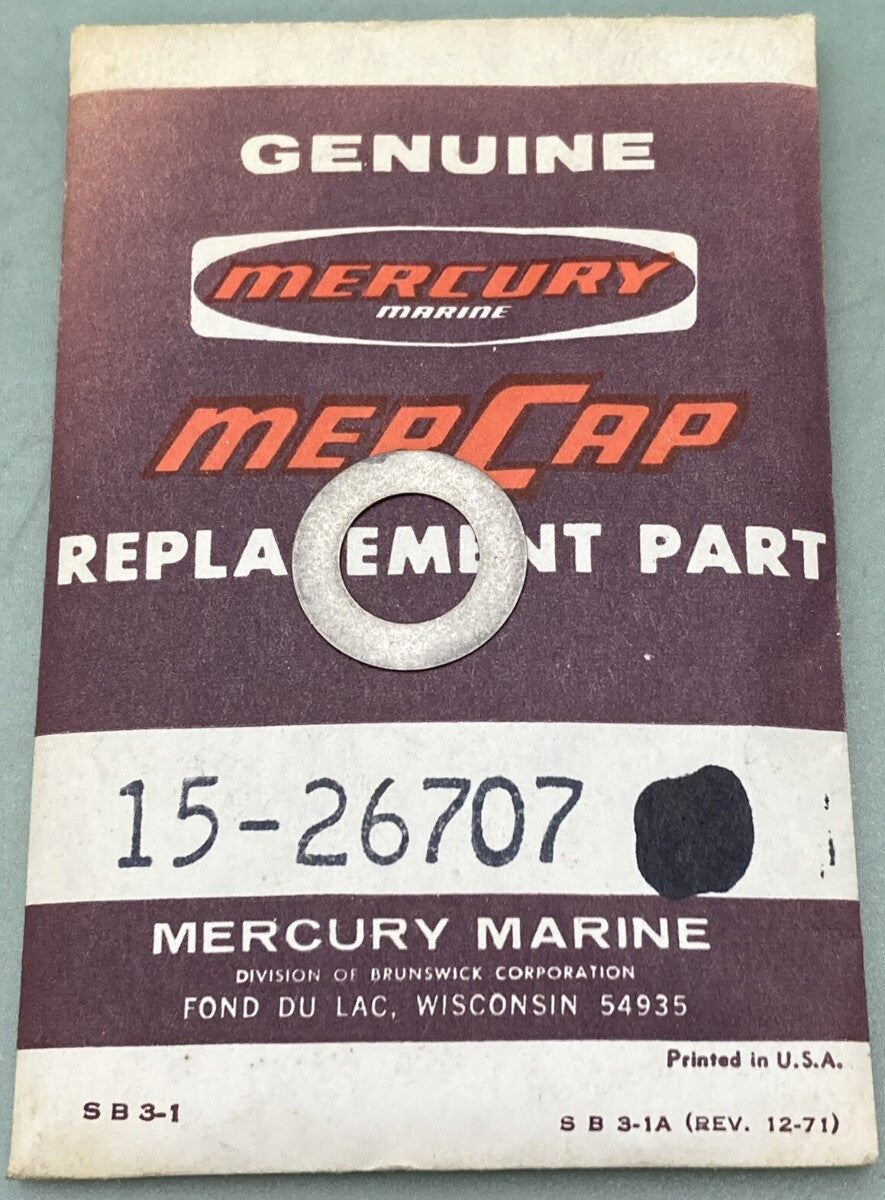 GENUINE
MERCURY
MARINE
MERCAP
REPLACEMENT PART
15-26707
MERCURY MARINE
DIVISION OF BRUNSWICK CORPORATION
FOND DU LAC, WISCONSIN 54935
Printed in U.S.A.
S B 3-1
S B 3-1A (REV. 12-71)